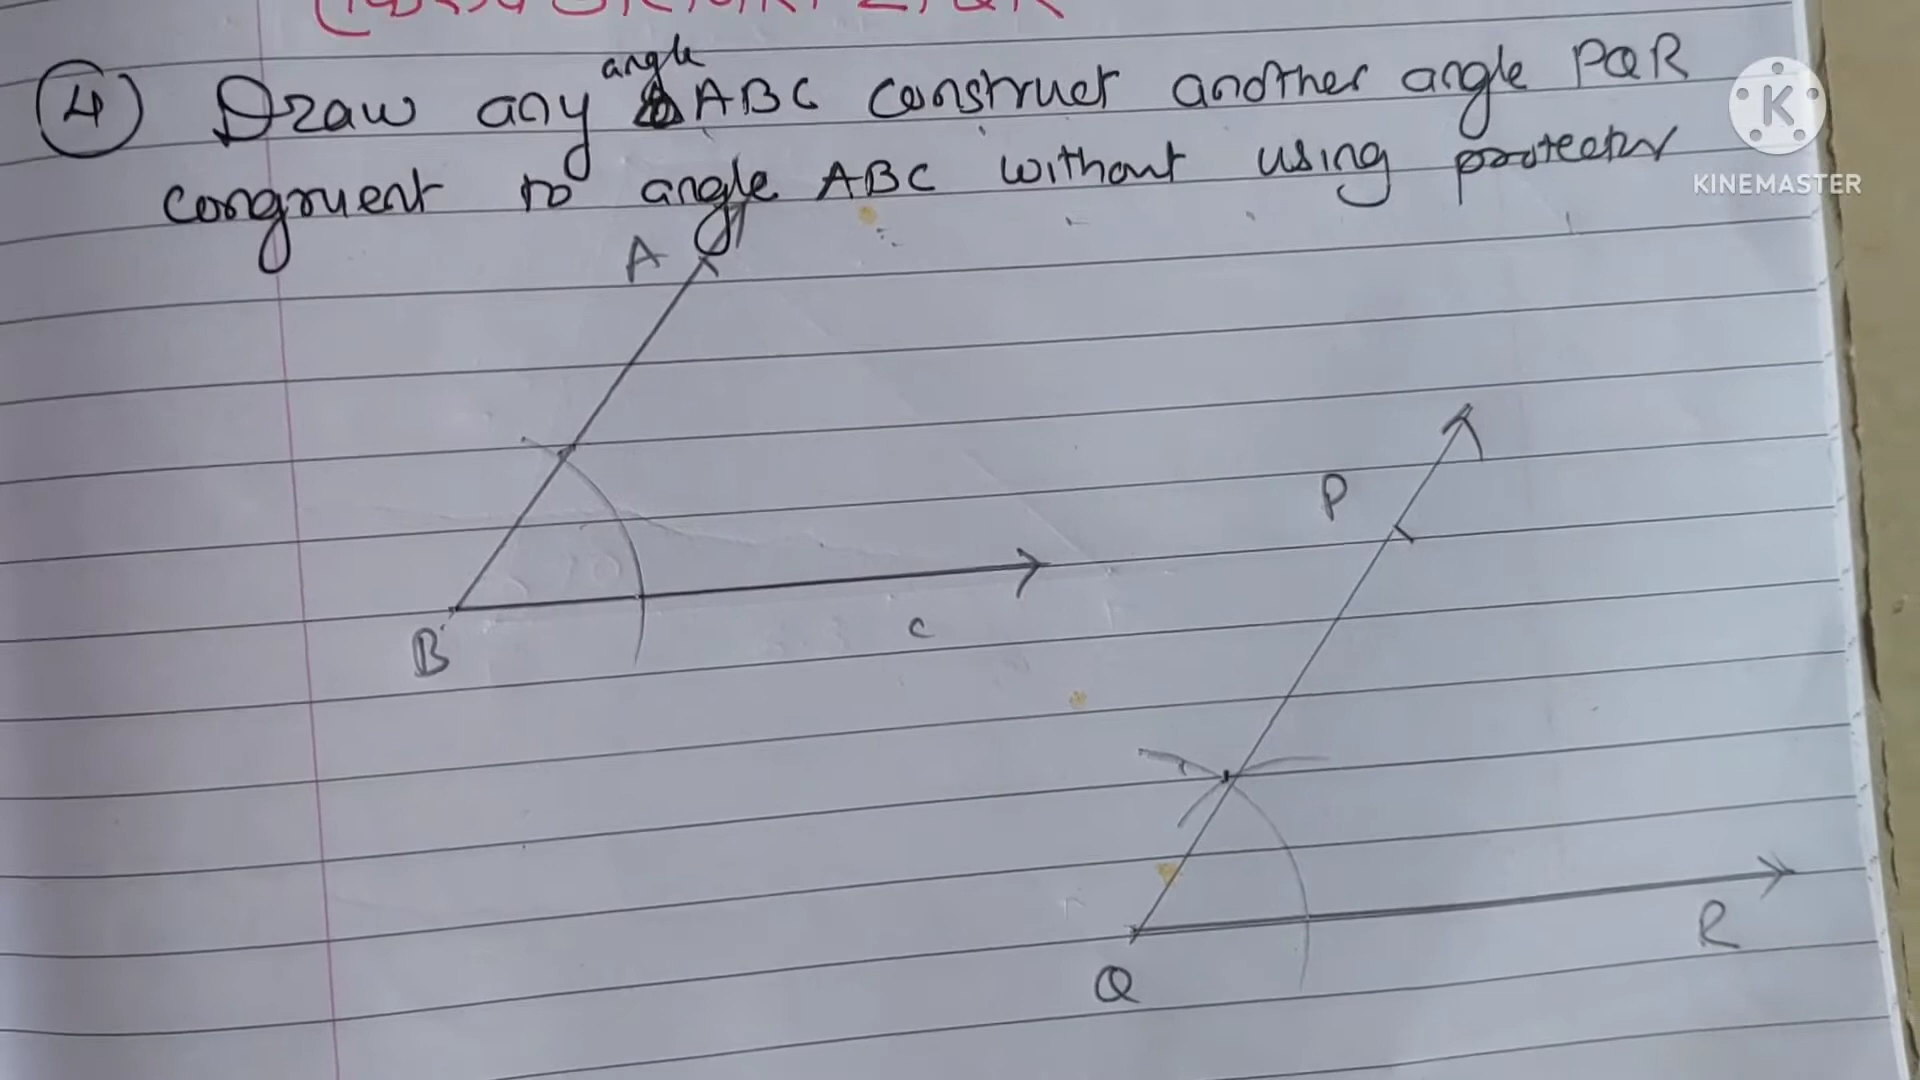 ④ Draw any angle ABC construct another angle PQR
congruent to angle ABC without using protector
K
KINEMASTER
A
P
B
C
R
Q